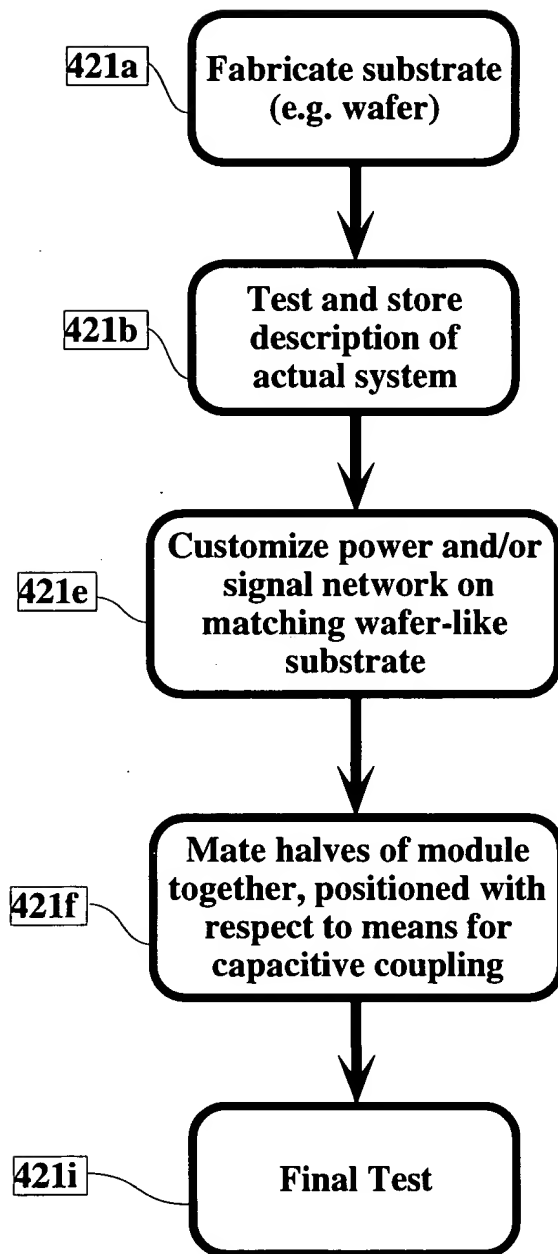 421a
Fabricate substrate
(e.g. wafer)
421b
Test and store
description of
actual system
421e
Customize power and/or
signal network on
matching wafer-like
substrate
421f
Mate halves of module
together, positioned with
respect to means for
capacitive coupling
421i
Final Test